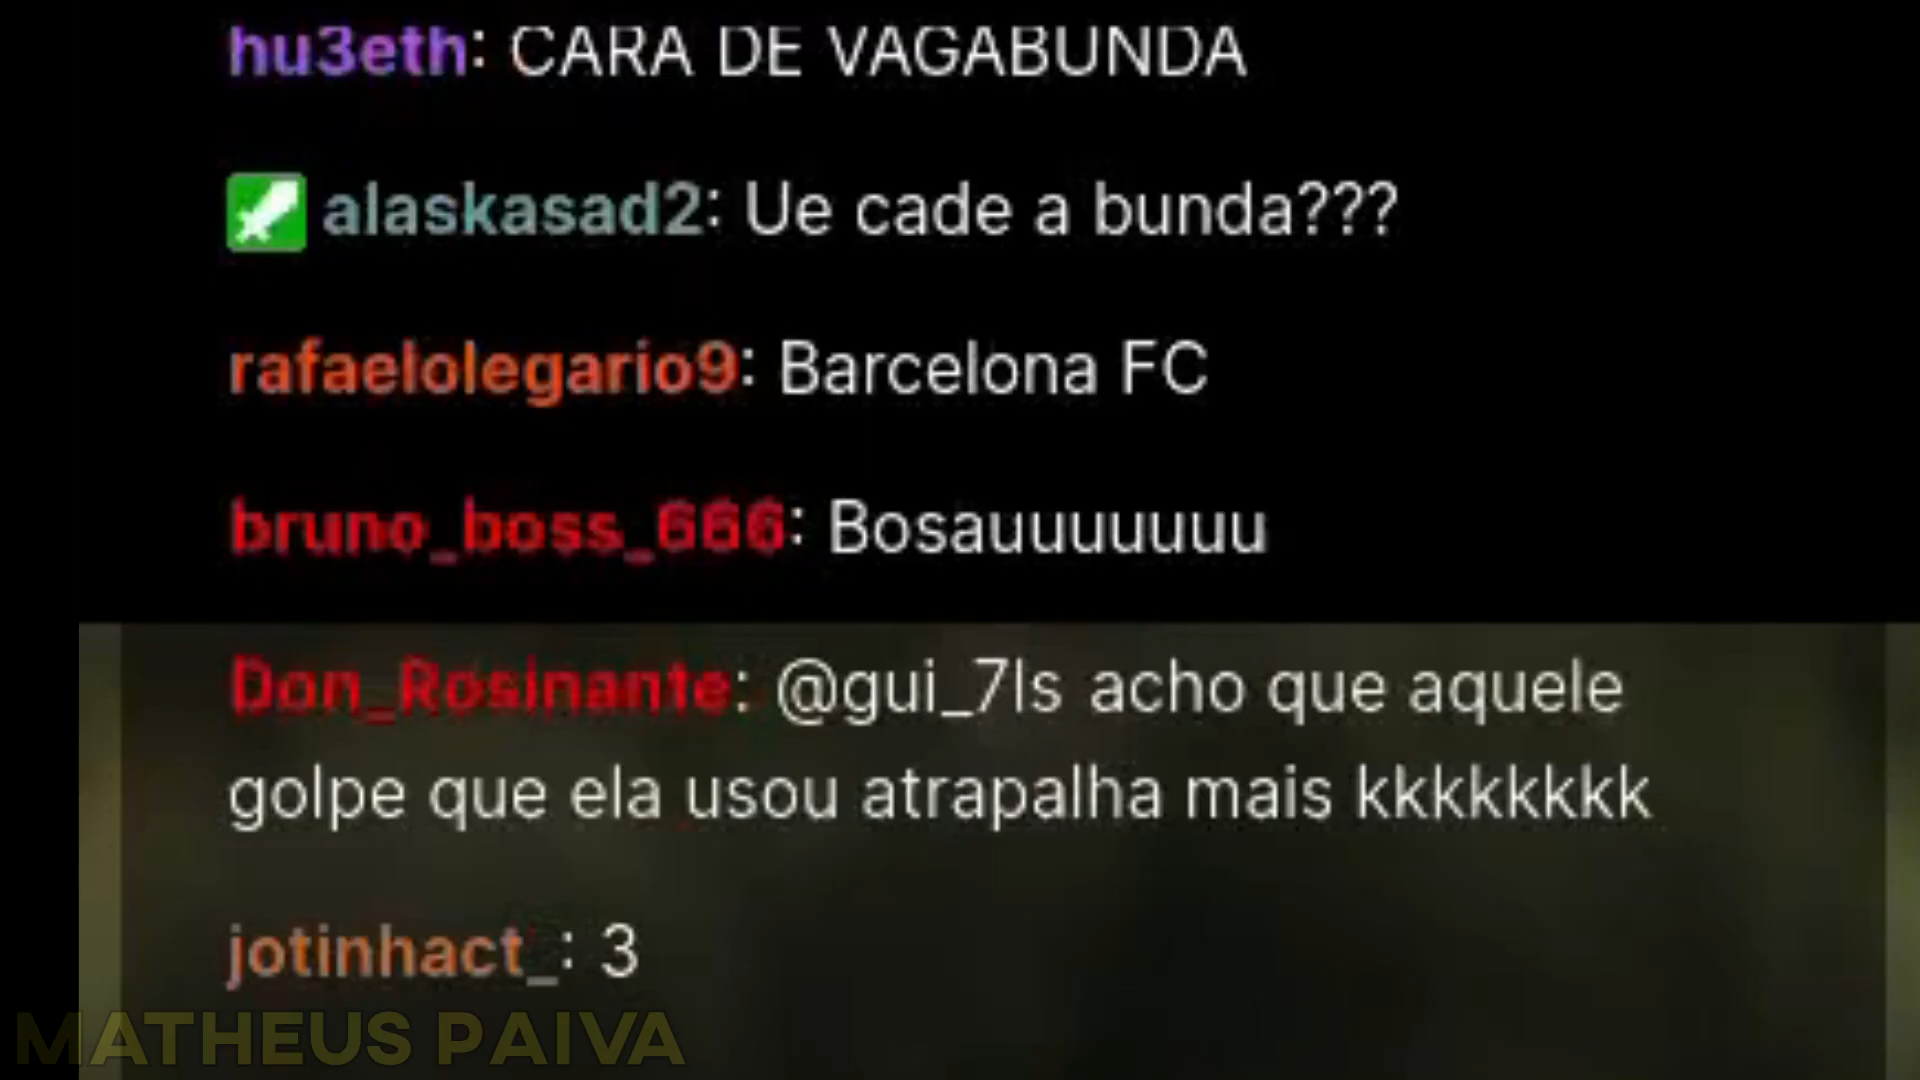 hu3eth: CARA DE VAGABUNDA
alaskasad2: Ue cade a bunda???
rafaelolegario9: Barcelona FC
bruno_boss_666: Bosauuuuuuu
Don_Rosinante: @gui_7ls acho que aquele
golpe que ela usou atrapalha mais kkkkkkkk
jotinhact_: 3
MATHEUS PAIVA